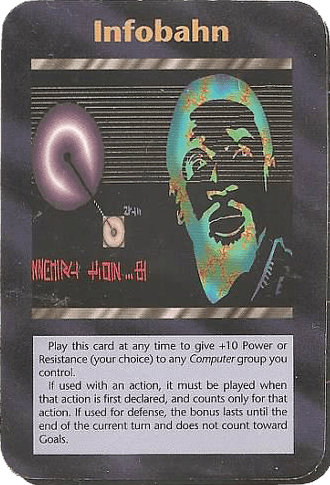 Infobahn
Play this card at any time to give +10 Power or
Resistance (your choice) to any Computer group you
control.
If used with an action, it must be played when
that action is first declared, and counts only for that
action. If used for defense, the bonus lasts until the
end of the current turn and does not count toward
Goals.